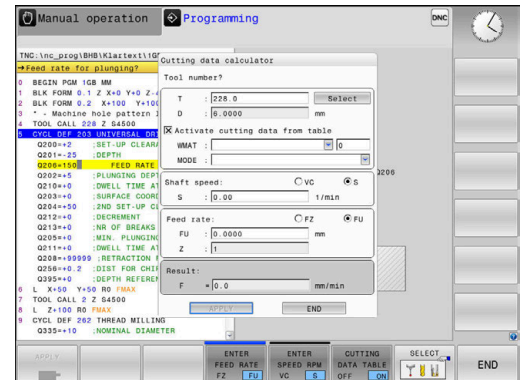 Manual operation
Programming
DNC
TNC:\nc_prog\BHB\Klartext\1G
→Feed rate for plunging?
0 BEGIN PGM 1GB MM
1 BLK FORM 0.1 Z X+0 Y+0 Z-
2 BLK FORM 0.2 X+100 Y+100
3 * - Machine hole pattern
4 TOOL CALL 228 Z S4500
5 CYCL DEF 203 UNIVERSAL DRI
Q200=+2 ;SET-UP CLEARA
Q201=-25 ;DEPTH
Q206=150 FEED RATE
Q202=+5 ;PLUNGING DEPT
Q210=+0 ;DWELL TIME AT
Q203=+0 ;SURFACE COORD
Q204=+50 ;2ND SET-UP CL
Q212=+0 ;DECREMENT
Q213=+0 ;NR OF BREAKS
Q205=+0 ;MIN. PLUNGING
Q211=+0 ;DWELL TIME AT
Q208=+99999 ;RETRACTION
Q256=+0.2 ;DIST FOR CHI
Q395=+0 ;DEPTH REFEREN
6 L X+50 Y+50 R0 FMAX
7 TOOL CALL 2 Z S4500
8 L Z+100 R0 FMAX
9 CYCL DEF 262 THREAD MILLING
Q335=+10 ;NOMINAL DIAMETER
Cutting data calculator
Tool number?
T : 228.0 Select
D : 6.0000 mm
Activate cutting data from table
WMAT : 0
MODE :
Shaft speed: VC S
S : 0.00 1/min
Feed rate: FZ FU
FU : 0.0000 mm
Z : 1
Result:
F = 0.0 mm/min
APPLY END
Q206
APPLY
ENTER FEED RATE FZ FU
ENTER SPEED RPM VC S
CUTTING DATA TABLE OFF ON
SELECT
END